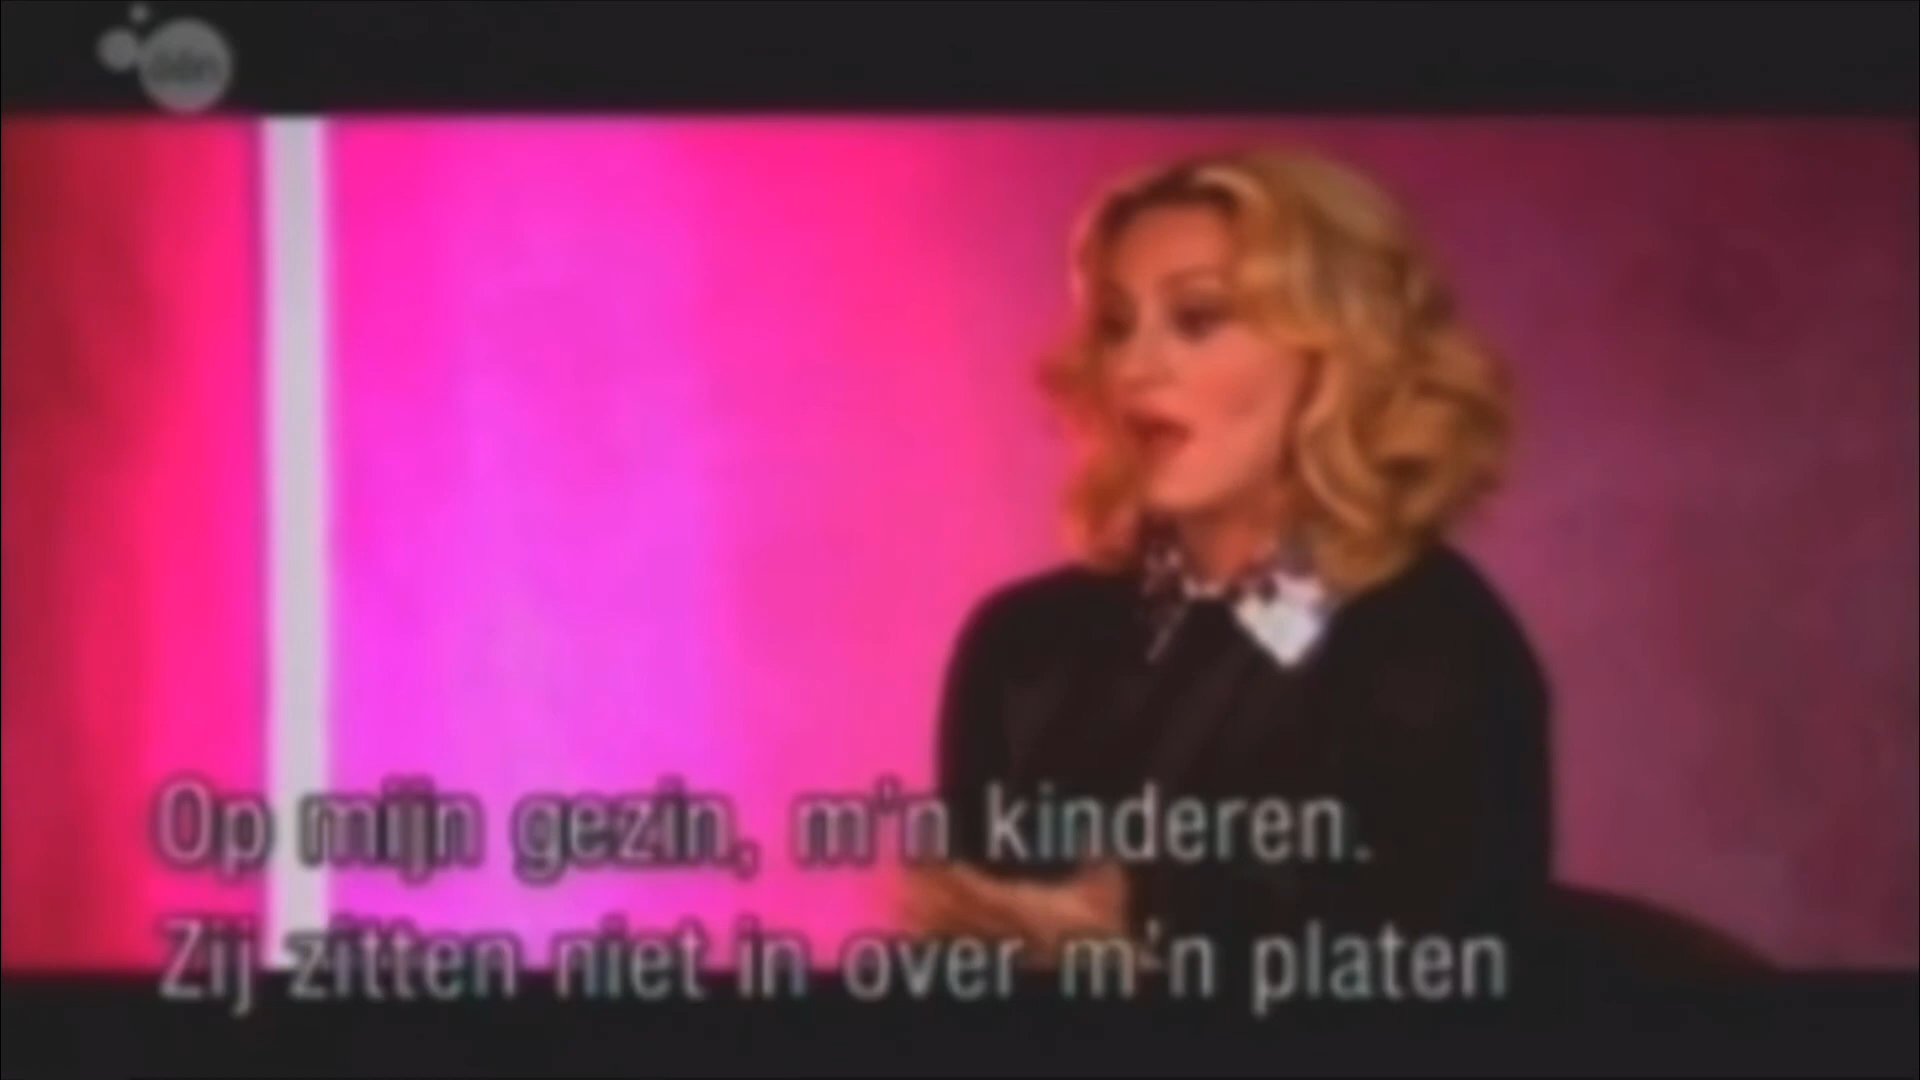 Op mijn gezin, m'n kinderen.
Zij zitten niet in over m'n platen